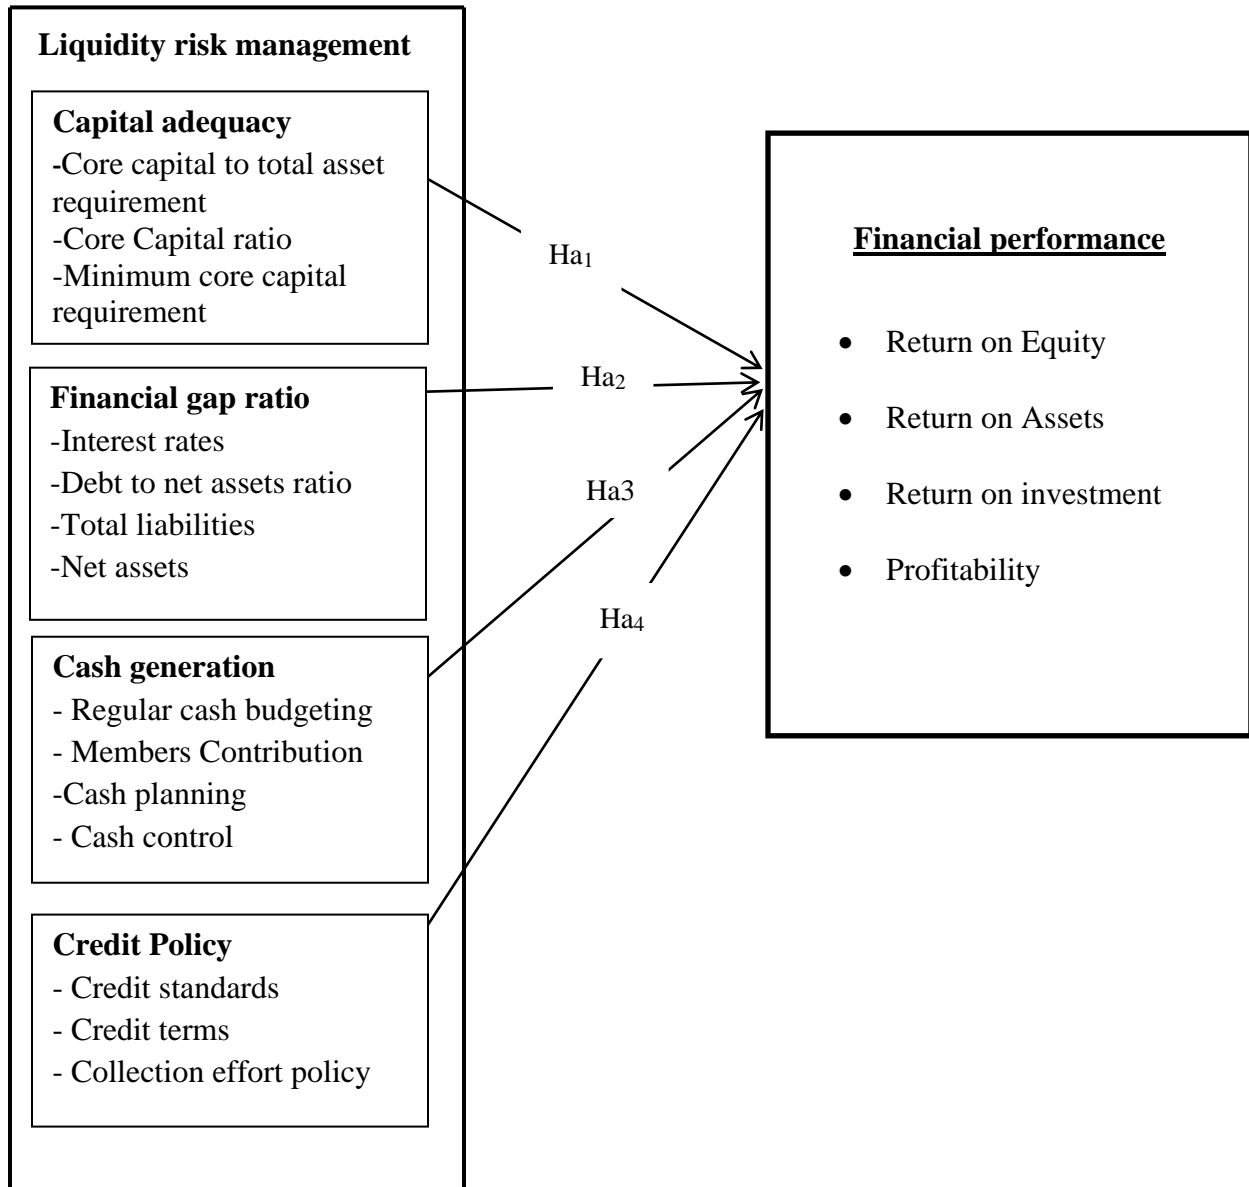 Liquidity risk management
Capital adequacy
-Core capital to total asset
requirement
-Core Capital ratio
-Minimum core capital
requirement
Financial gap ratio
-Interest rates
-Debt to net assets ratio
-Total liabilities
-Net assets
Cash generation
- Regular cash budgeting
- Members Contribution
-Cash planning
- Cash control
Credit Policy
- Credit standards
- Credit terms
- Collection effort policy
Ha1
Ha2
Ha3
Ha4
Financial performance
• Return on Equity
• Return on Assets
• Return on investment
• Profitability